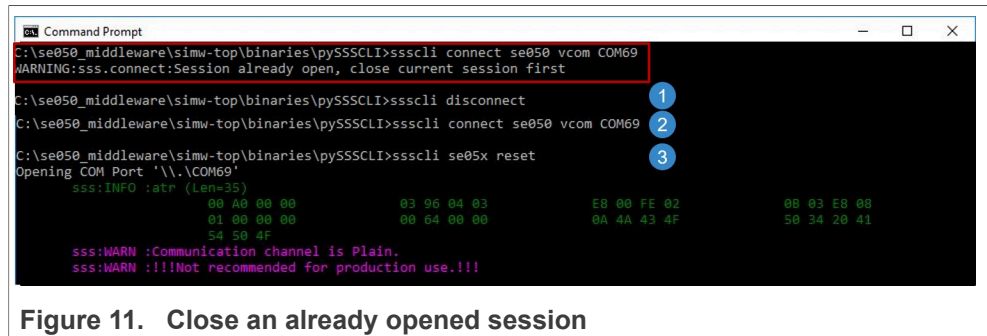 Command Prompt
C:\se050_middleware\simw-top\binaries\pySSSCLI>ssscli connect se050 vcom COM69
WARNING:sss.connect:Session already open, close current session first
C:\se050_middleware\simw-top\binaries\pySSSCLI>ssscli disconnect 1
C:\se050_middleware\simw-top\binaries\pySSSCLI>ssscli connect se050 vcom COM69 2
C:\se050_middleware\simw-top\binaries\pySSSCLI>ssscli se05x reset 3
Opening COM Port '\\.\COM69'
sss:INFO :atr (Len=35)
00 A0 00 00 03 96 04 03 E8 00 FE 02 0B 03 E8 08
01 00 00 00 00 64 00 00 0A 4A 43 4F 50 34 20 41
54 50 4F
sss:WARN :Communication channel is Plain.
sss:WARN :!!!Not recommended for production use.!!!
Figure 11. Close an already opened session